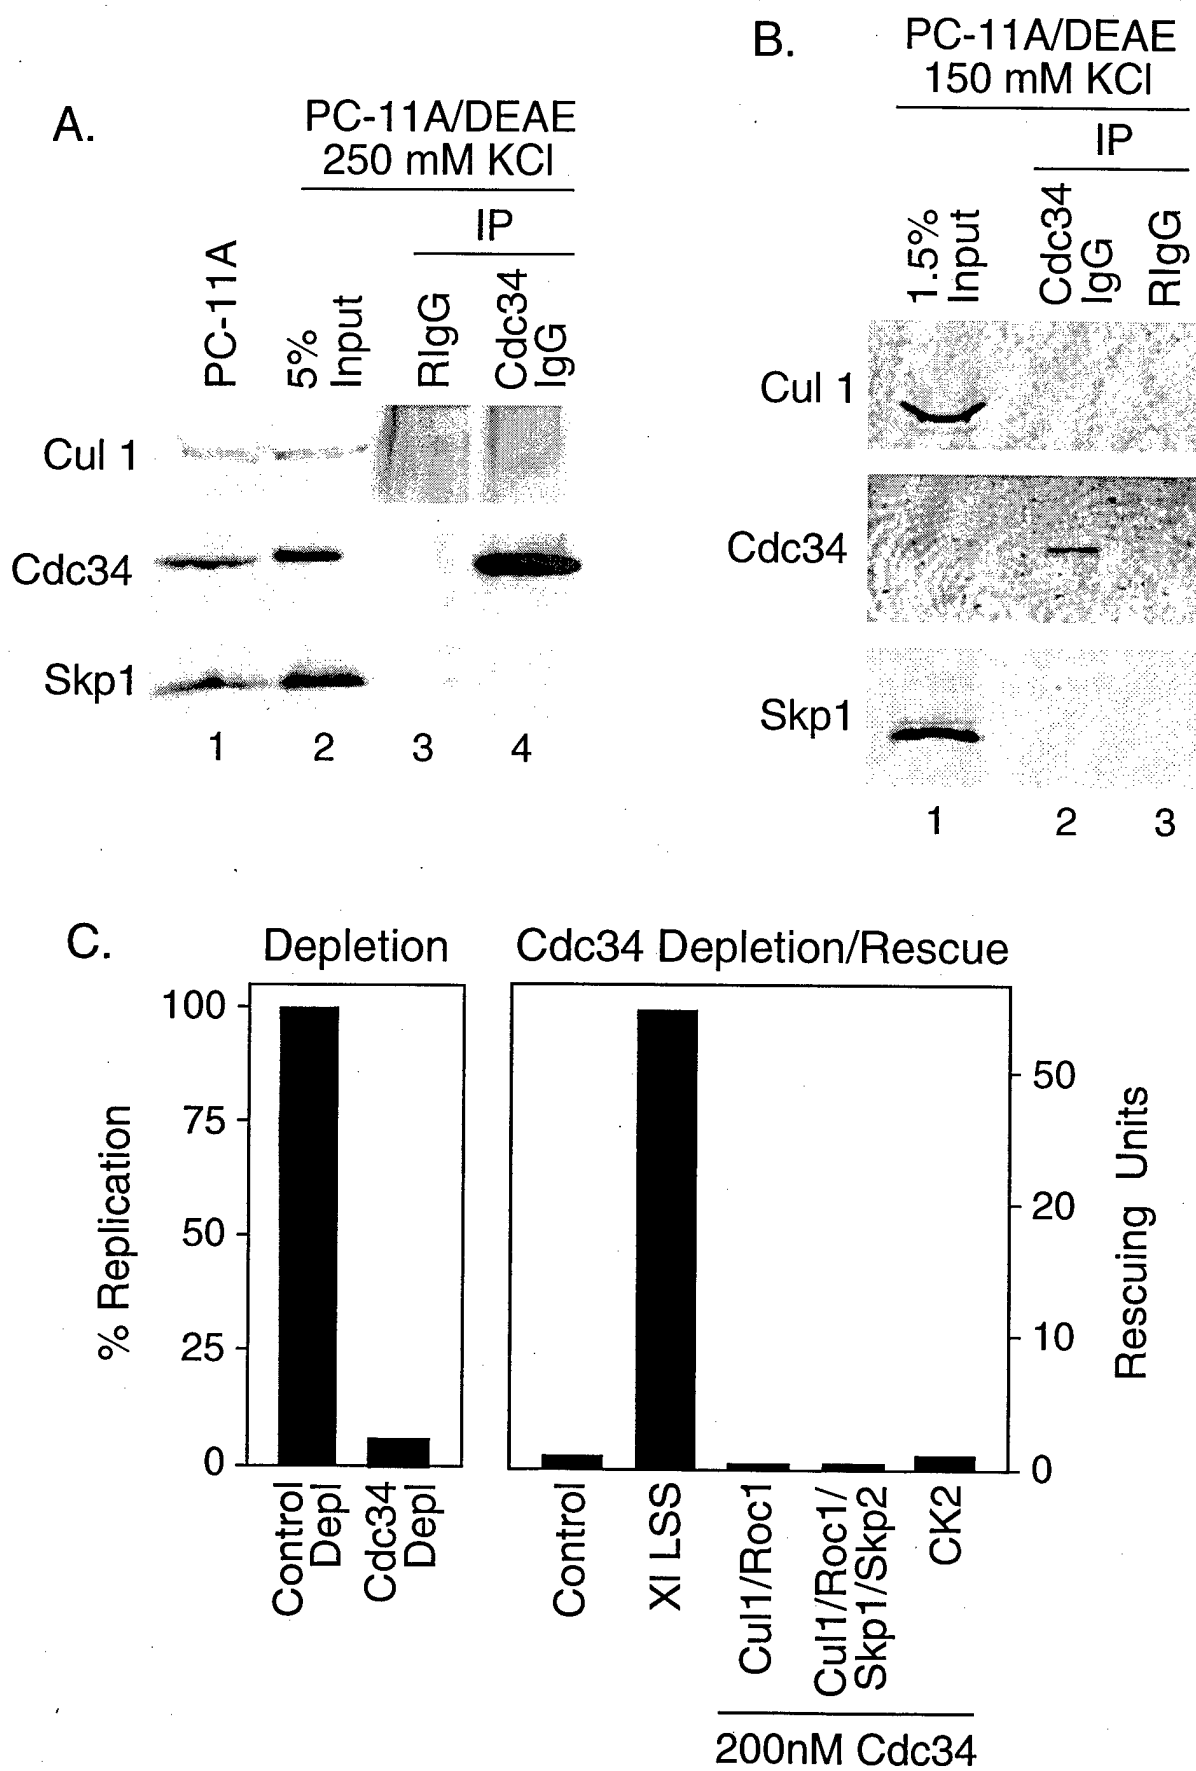 A.
PC-11A/DEAE
250 mM KCl
IP
PC-11A
5%
Input
RIgG
Cdc34
IgG
Cul 1
Cdc34
Skp1
1 2 3 4
B.
PC-11A/DEAE
150 mM KCl
IP
1.5%
Input
Cdc34
IgG
RIgG
Cul 1
Cdc34
Skp1
1 2 3
C.
Depletion
Cdc34 Depletion/Rescue
% Replication
100
75
50
25
0
Control
Depl
Cdc34
Depl
50
20
10
0
Rescuing Units
Control
XI LSS
Cul1/Roc1
Cul1/Roc1/
Skp1/Skp2
CK2
200nM Cdc34